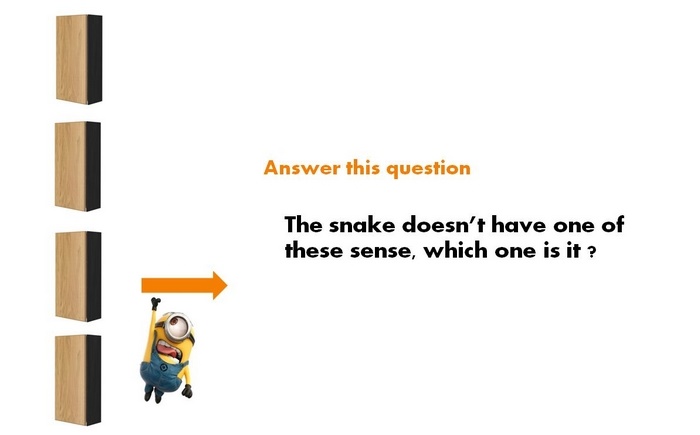 Answer this question
The snake doesn't have one of
these sense, which one is it ?